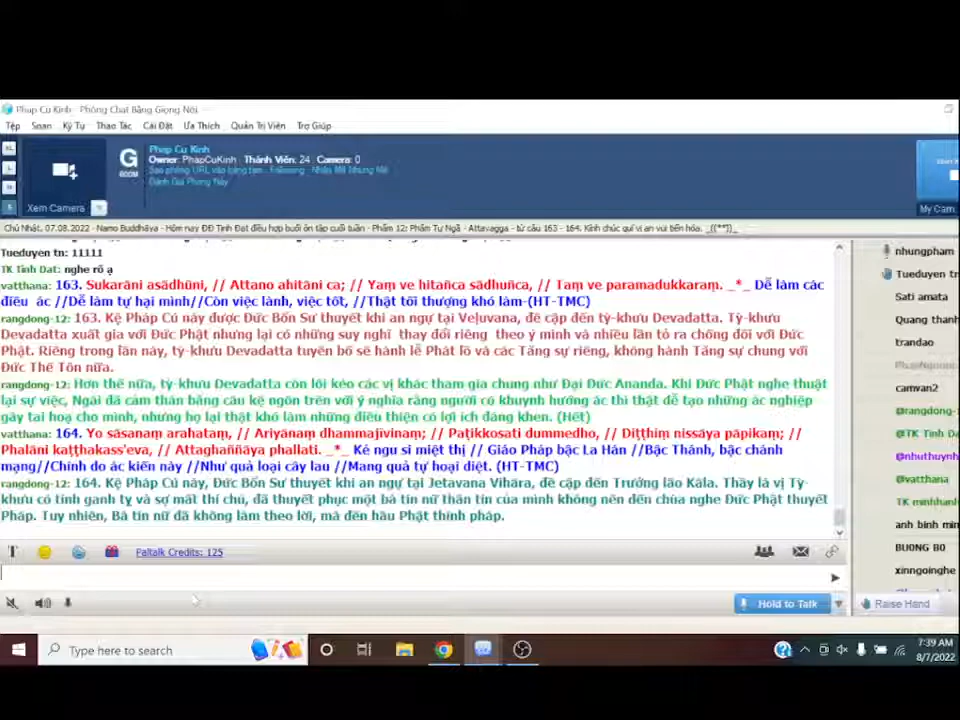 Phap Cu Kinh - Phòng Chat Bằng Giọng Nói
Tệp Soạn Ký Tự Thao Tác Cài Đặt Ưa Thích Quản Trị Viên Trợ Giúp
Phap Cu Kinh
Owner: PhapCuKinh Thành Viên: 24 Camera: 0
G
ROOM
Đánh Giá Phòng Này
Xem Camera
My Cam
Chủ Nhật, 07.08.2022 - Namo Buddhāya - Hôm nay ĐĐ Tịnh Đạt điều hợp buổi ôn tập cuối tuần - Phẩm 12: Phẩm Tự Ngã - Attavagga - từ câu 163 - 164. Kính chúc quí vị an vui tiến hóa. _((**))_
Tueduyen tn: 11111
TK Tinh Dat: nghe rõ ạ
vatthana: 163. Sukarāni asādhūni, // Attano ahitāni ca; // Yaṃ ve hitañca sādhuñca, // Taṃ ve paramadukkaraṃ. _*_ Dễ làm các
điều ác //Dễ làm tự hại mình//Còn việc lành, việc tốt, //Thật tối thượng khó làm-(HT-TMC)
rangdong-12: 163. Kệ Pháp Cú này được Đức Bổn Sư thuyết khi an ngự tại Veḷuvana, đề cập đến tỳ-khưu Devadatta. Tỳ-khưu
Devadatta xuất gia với Đức Phật nhưng lại có những suy nghĩ thay đổi riêng theo ý mình và nhiều lần tỏ ra chống đối với Đức
Phật. Riêng trong lần này, tỳ-khưu Devadatta tuyên bố sẽ hành lễ Phát lồ và các Tăng sự riêng, không hành Tăng sự chung với
Đức Thế Tôn nữa.
rangdong-12: Hơn thế nữa, tỳ-khưu Devadatta còn lôi kéo các vị khác tham gia chung như Đại Đức Ananda. Khi Đức Phật nghe thuật
lại sự việc, Ngài đã cảm thán bằng câu kệ ngôn trên với ý nghĩa rằng người có khuynh hướng ác thì thật dễ tạo những ác nghiệp
gây tai hoạ cho mình, nhưng họ lại thật khó làm những điều thiện có lợi ích đáng khen. (Hết)
vatthana: 164. Yo sāsanaṃ arahataṃ, // Ariyānaṃ dhammajīvinaṃ; // Paṭikkosati dummedho, // Diṭṭhiṃ nissāya pāpikaṃ; //
Phalāni kaṭṭhakass'eva, // Attaghaññāya phallati. _*_ Kẻ ngu si miệt thị // Giáo Pháp bậc La Hán //Bậc Thánh, bậc chánh
mạng//Chính do ác kiến này //Như quả loại cây lau //Mang quả tự hoại diệt. (HT-TMC)
rangdong-12: 164. Kệ Pháp Cú này, Đức Bổn Sư thuyết khi an ngự tại Jetavana Vihāra, đề cập đến Trưởng lão Kāla. Thầy là vị Tỳ-
khưu có tính ganh tỵ và sợ mất thí chủ, đã thuyết phục một bà tín nữ thân tín của mình không nên đến chùa nghe Đức Phật thuyết
Pháp. Tuy nhiên, Bà tín nữ đã không làm theo lời, mà đến hầu Phật thính pháp.
nhungpham
Tueduyen tn
Sati amata
Quang thanh
trandao
camvan2
@rangdong-
@TK Tinh Da
@nhuthuynh
@vatthana
TK minhhanh
anh binh min
BUONG BO
xinngoinghe
Paltalk Credits: 125
Hold to Talk
Raise Hand
Type here to search
7:39 AM
8/7/2022